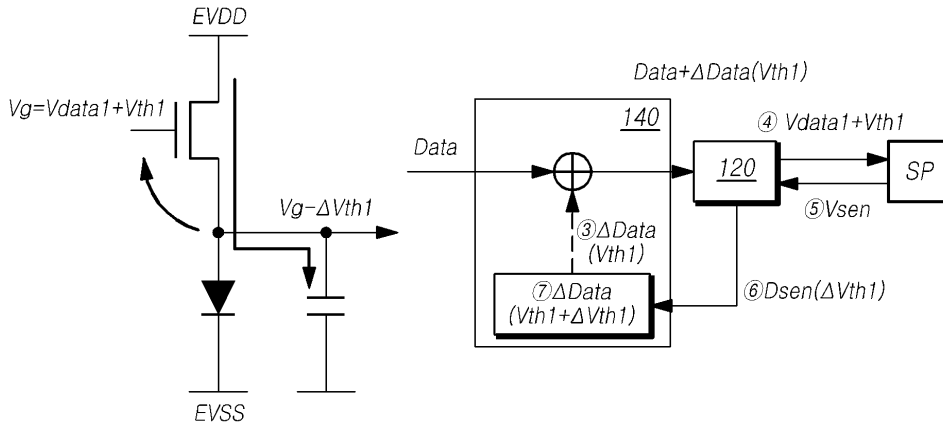 EVDD
Vg=Vdata1+Vth1
Vg-ΔVth1
EVSS
Data+ΔData(Vth1)
140
④ Vdata1+Vth1
Data
120
SP
⑤Vsen
③ΔData
(Vth1)
⑦ΔData
(Vth1+ΔVth1)
⑥Dsen(ΔVth1)